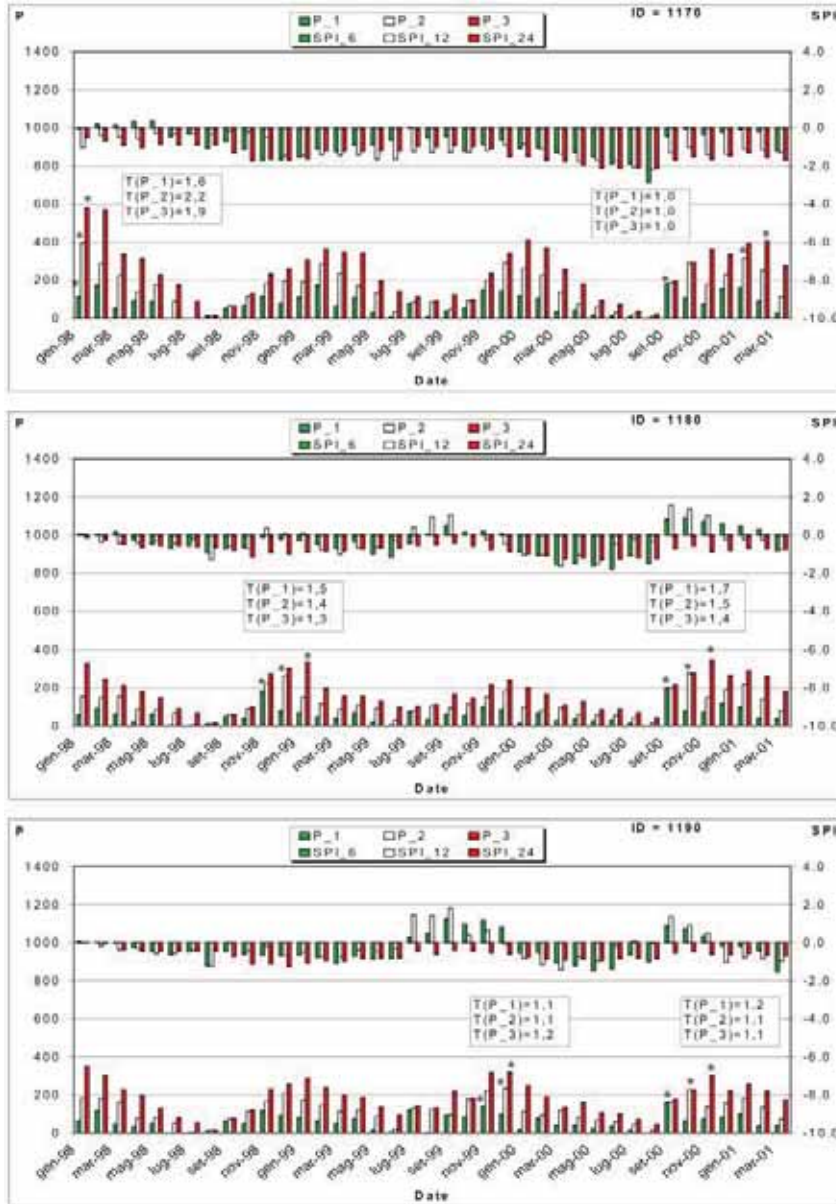 P ID = 1170 SPI
P_1 P_2 P_3
SPI_6 SPI_12 SPI_24
1400 4.0
1200 2.0
1000 0.0
800 -2.0
600 -4.0
400 -6.0
200 -8.0
0 -10.0
T(P_1)=1,6
T(P_2)=2,2
T(P_3)=1,9
T(P_1)=1,0
T(P_2)=1,0
T(P_3)=1,0
gen-98 mar-98 mag-98 lug-98 set-98 nov-98 gen-99 mar-99 mag-99 lug-99 set-99 nov-99 gen-00 mar-00 mag-00 lug-00 set-00 nov-00 gen-01 mar-01
Date
P ID = 1180 SPI
P_1 P_2 P_3
SPI_6 SPI_12 SPI_24
1400 4.0
1200 2.0
1000 0.0
800 -2.0
600 -4.0
400 -6.0
200 -8.0
0 -10.0
T(P_1)=1,5
T(P_2)=1,4
T(P_3)=1,3
T(P_1)=1,7
T(P_2)=1,5
T(P_3)=1,4
gen-98 mar-98 mag-98 lug-98 set-98 nov-98 gen-99 mar-99 mag-99 lug-99 set-99 nov-99 gen-00 mar-00 mag-00 lug-00 set-00 nov-00 gen-01 mar-01
Date
P ID = 1190 SPI
P_1 P_2 P_3
SPI_6 SPI_12 SPI_24
1400 4.0
1200 2.0
1000 0.0
800 -2.0
600 -4.0
400 -6.0
200 -8.0
0 -10.0
T(P_1)=1,1
T(P_2)=1,1
T(P_3)=1,2
T(P_1)=1,2
T(P_2)=1,1
T(P_3)=1,1
gen-98 mar-98 mag-98 lug-98 set-98 nov-98 gen-99 mar-99 mag-99 lug-99 set-99 nov-99 gen-00 mar-00 mag-00 lug-00 set-00 nov-00 gen-01 mar-01
Date